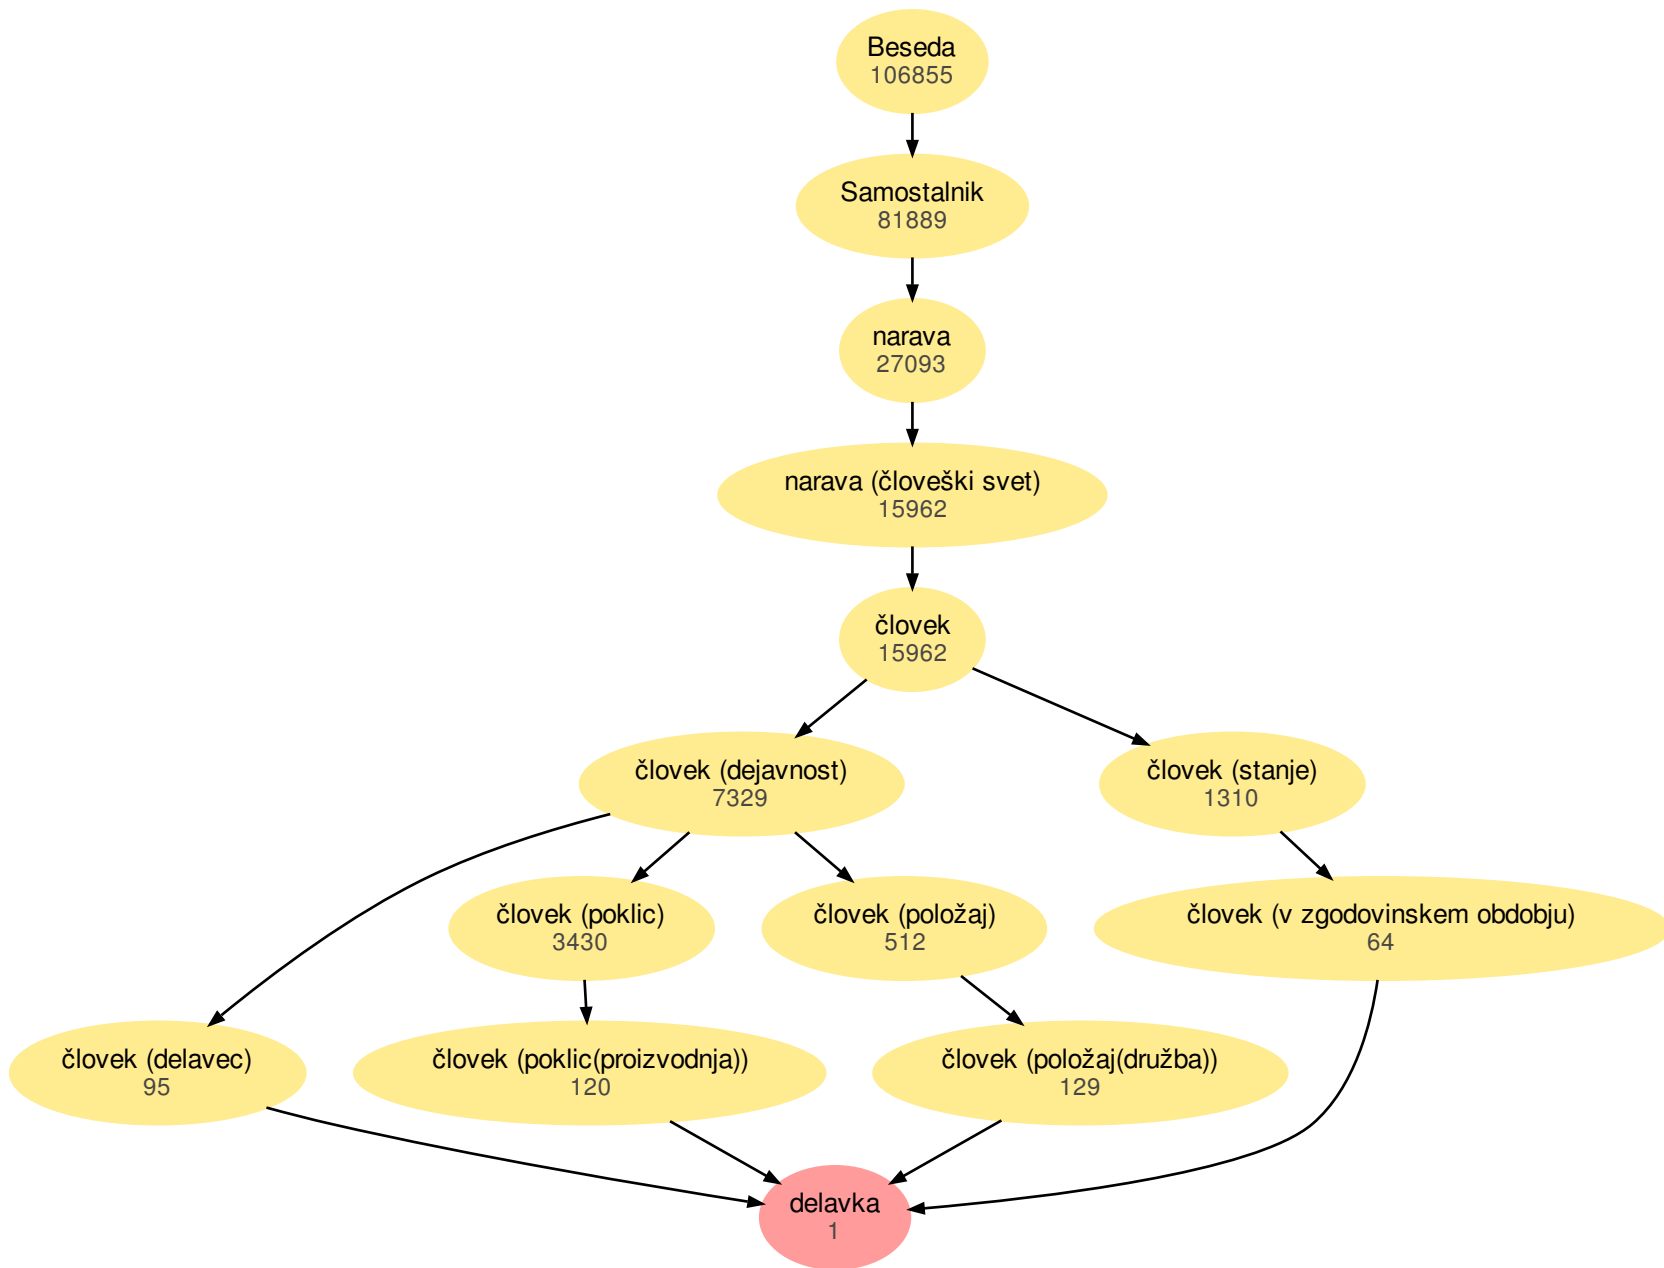 Beseda
106855
Samostalnik
81889
narava
27093
narava (človeški svet)
15962
človek
15962
človek (dejavnost)
7329
človek (stanje)
1310
človek (poklic)
3430
človek (položaj)
512
človek (v zgodovinskem obdobju)
64
človek (delavec)
95
človek (poklic(proizvodnja))
120
človek (položaj(družba))
129
delavka
1